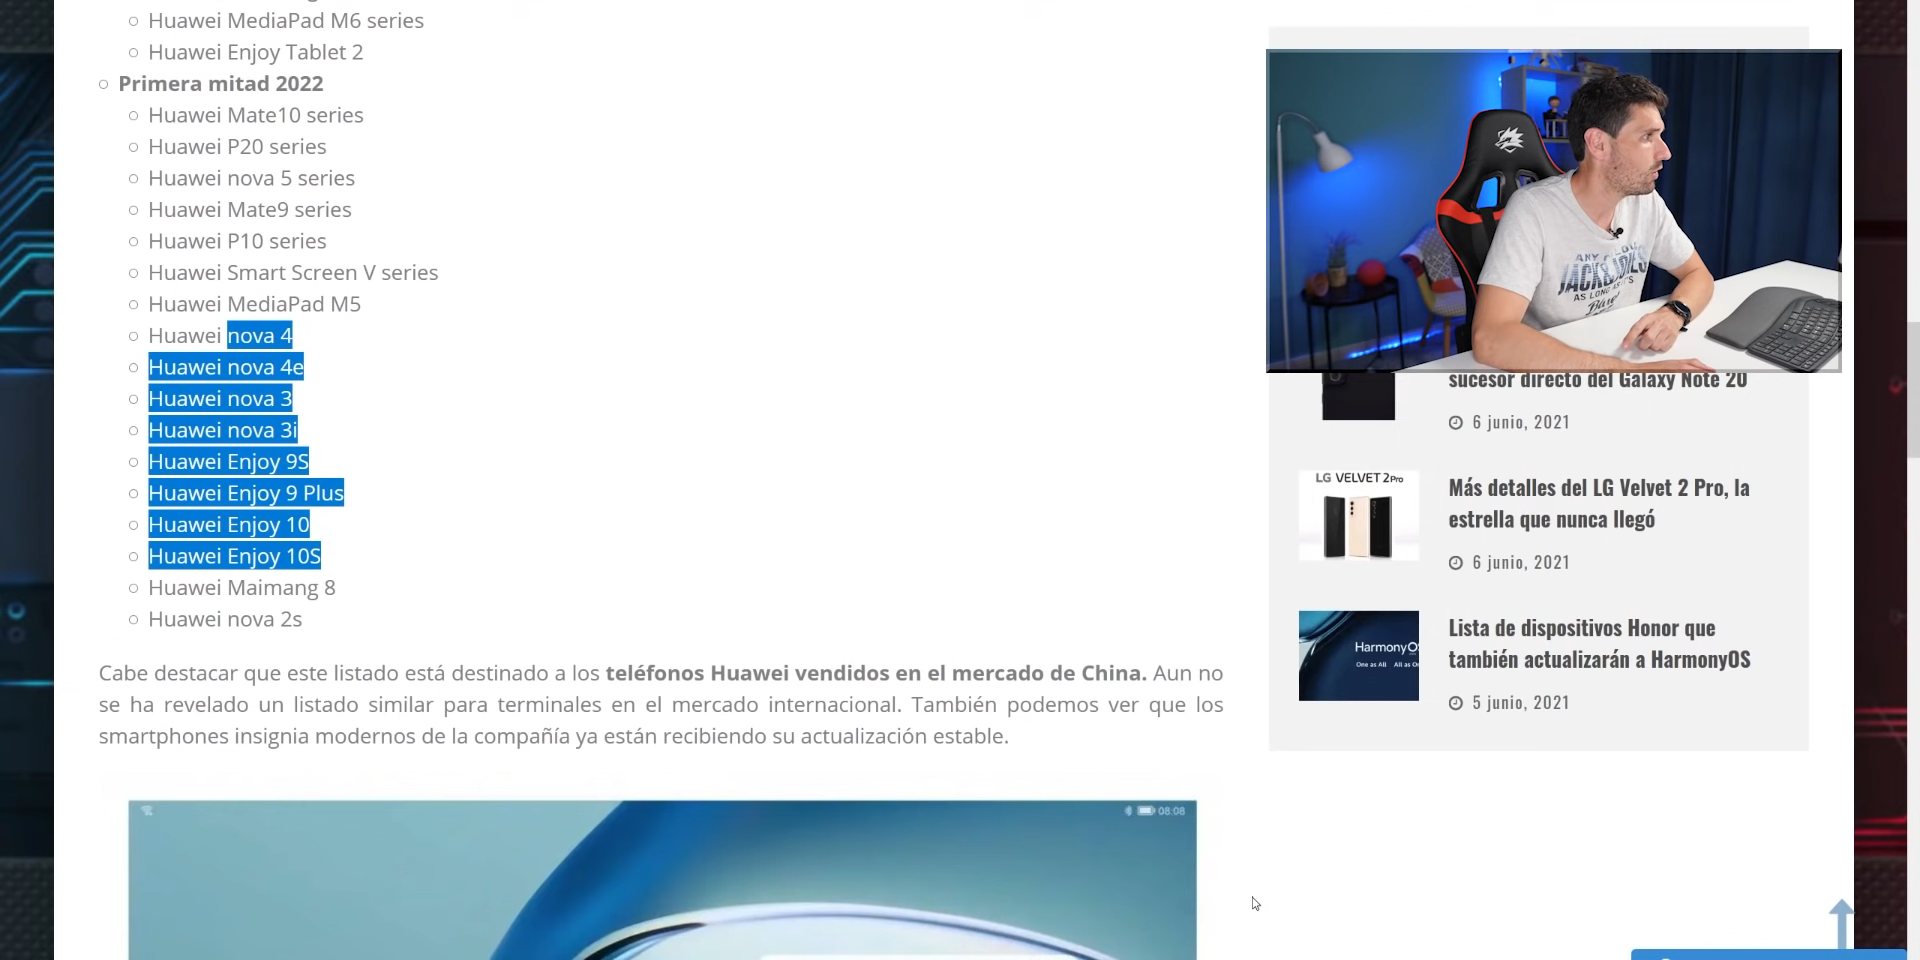 Huawei MediaPad M6 series
Huawei Enjoy Tablet 2
Primera mitad 2022
Huawei Mate10 series
Huawei P20 series
Huawei nova 5 series
Huawei Mate9 series
Huawei P10 series
Huawei Smart Screen V series
Huawei MediaPad M5
Huawei nova 4
Huawei nova 4e
Huawei nova 3
Huawei nova 3i
Huawei Enjoy 9S
Huawei Enjoy 9 Plus
Huawei Enjoy 10
Huawei Enjoy 10S
Huawei Maimang 8
Huawei nova 2s
Cabe destacar que este listado está destinado a los teléfonos Huawei vendidos en el mercado de China. Aun no
se ha revelado un listado similar para terminales en el mercado internacional. También podemos ver que los
smartphones insignia modernos de la compañía ya están recibiendo su actualización estable.
08:08
JACK & JONES
AS LONG AS IT'S
sucesor directo del Galaxy Note 20
6 junio, 2021
LG VELVET 2 Pro
Más detalles del LG Velvet 2 Pro, la
estrella que nunca llegó
6 junio, 2021
HarmonyO
One as All All as O
Lista de dispositivos Honor que
también actualizarán a HarmonyOS
5 junio, 2021